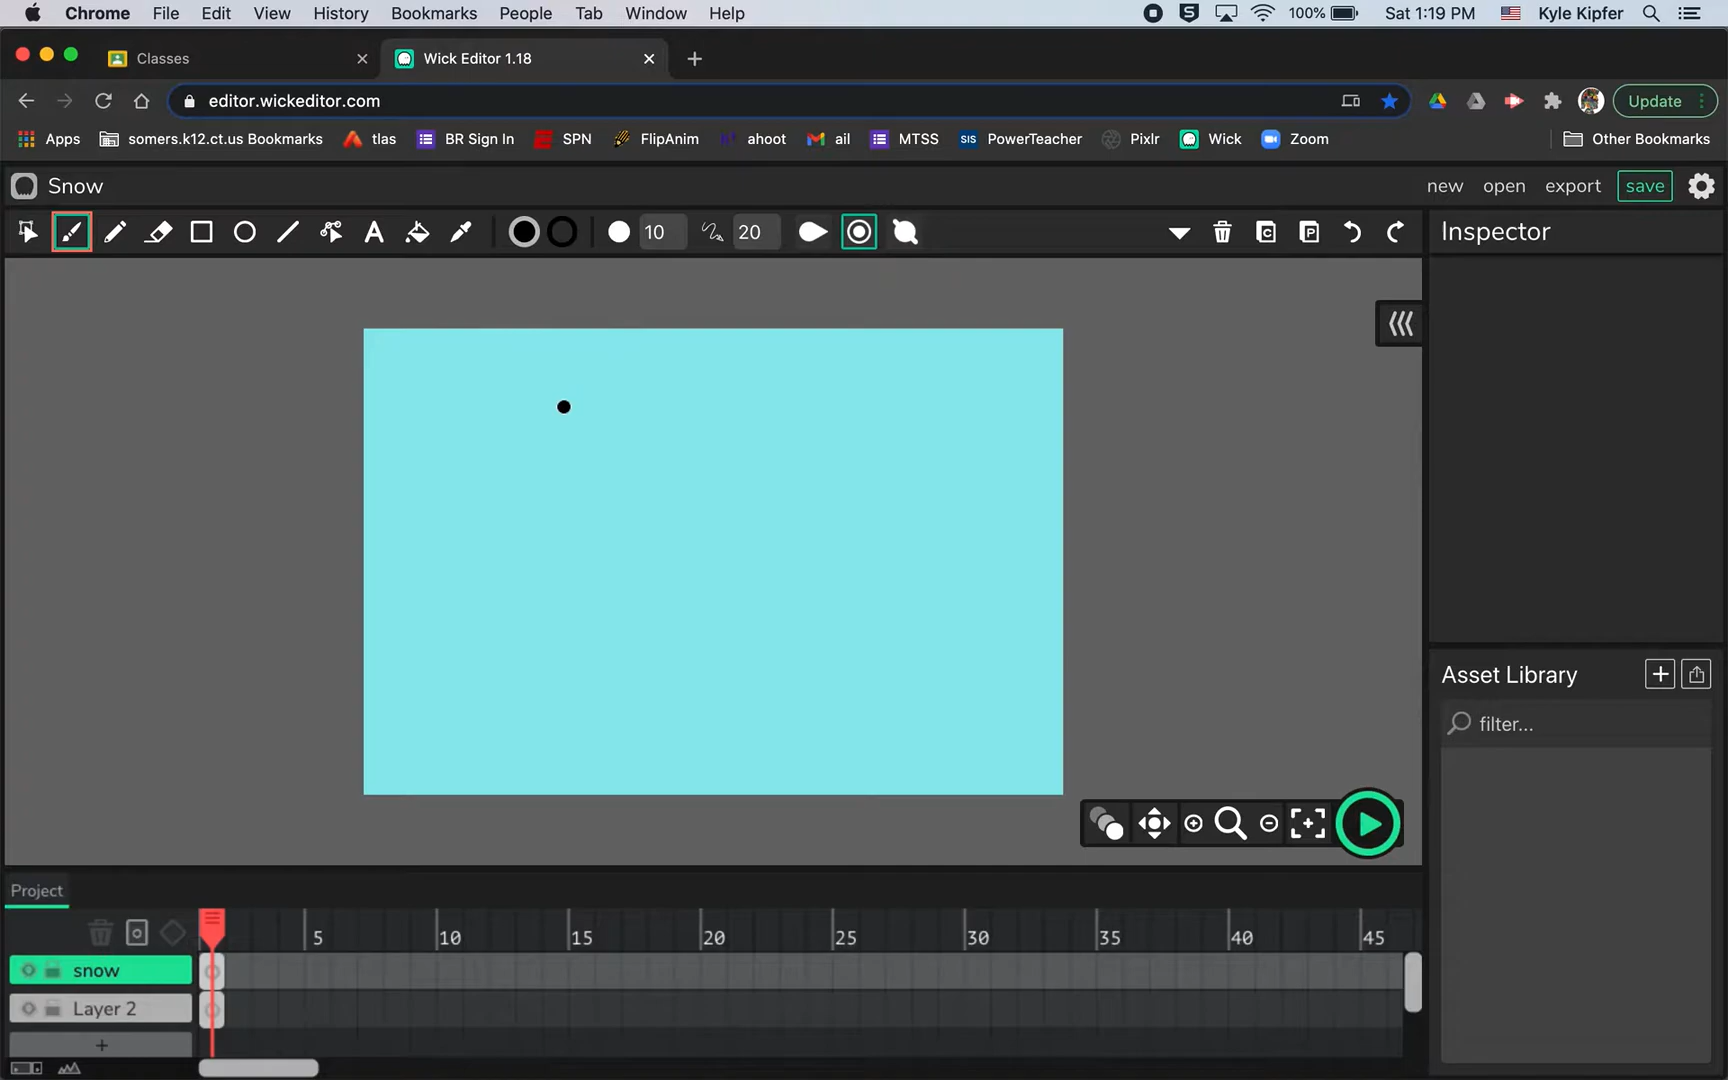 Chrome File Edit View History Bookmarks People Tab Window Help 100% Sat 1:19 PM Kyle Kipfer
Classes Wick Editor 1.18
editor.wickeditor.com Update
Apps somers.k12.ct.us Bookmarks tlas BR Sign In SPN FlipAnim ahoot ail MTSS SIS PowerTeacher Pixlr Wick Zoom Other Bookmarks
Snow new open export save
A 10 20 C P Inspector
Asset Library
filter...
Project
5 10 15 20 25 30 35 40 45
snow
Layer 2